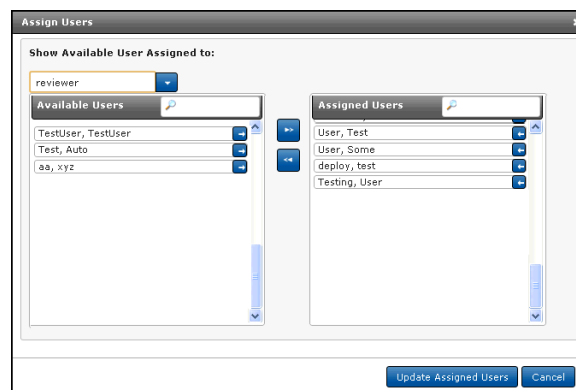 Assign Users
Show Available User Assigned to:
reviewer
Available Users
TestUser, TestUser
Test, Auto
aa, xyz
Assigned Users
User, Test
User, Some
deploy, test
Testing, User
Update Assigned Users
Cancel